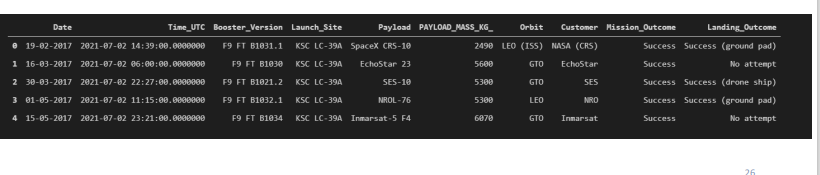 Date Time_UTC Booster_Version Launch_Site Payload PAYLOAD_MASS_KG_ Orbit Customer Mission_Outcome Landing_Outcome
0 19-02-2017 2021-07-02 14:39:00.0000000 F9 FT B1031.1 KSC LC-39A SpaceX CRS-10 2490 LEO (ISS) NASA (CRS) Success Success (ground pad)
1 16-03-2017 2021-07-02 06:00:00.0000000 F9 FT B1030 KSC LC-39A EchoStar 23 5600 GTO EchoStar Success No attempt
2 30-03-2017 2021-07-02 22:27:00.0000000 F9 FT B1021.2 KSC LC-39A SES-10 5300 GTO SES Success Success (drone ship)
3 01-05-2017 2021-07-02 11:15:00.0000000 F9 FT B1032.1 KSC LC-39A NROL-76 5300 LEO NRO Success Success (ground pad)
4 15-05-2017 2021-07-02 23:21:00.0000000 F9 FT B1034 KSC LC-39A Inmarsat-5 F4 6070 GTO Inmarsat Success No attempt
26